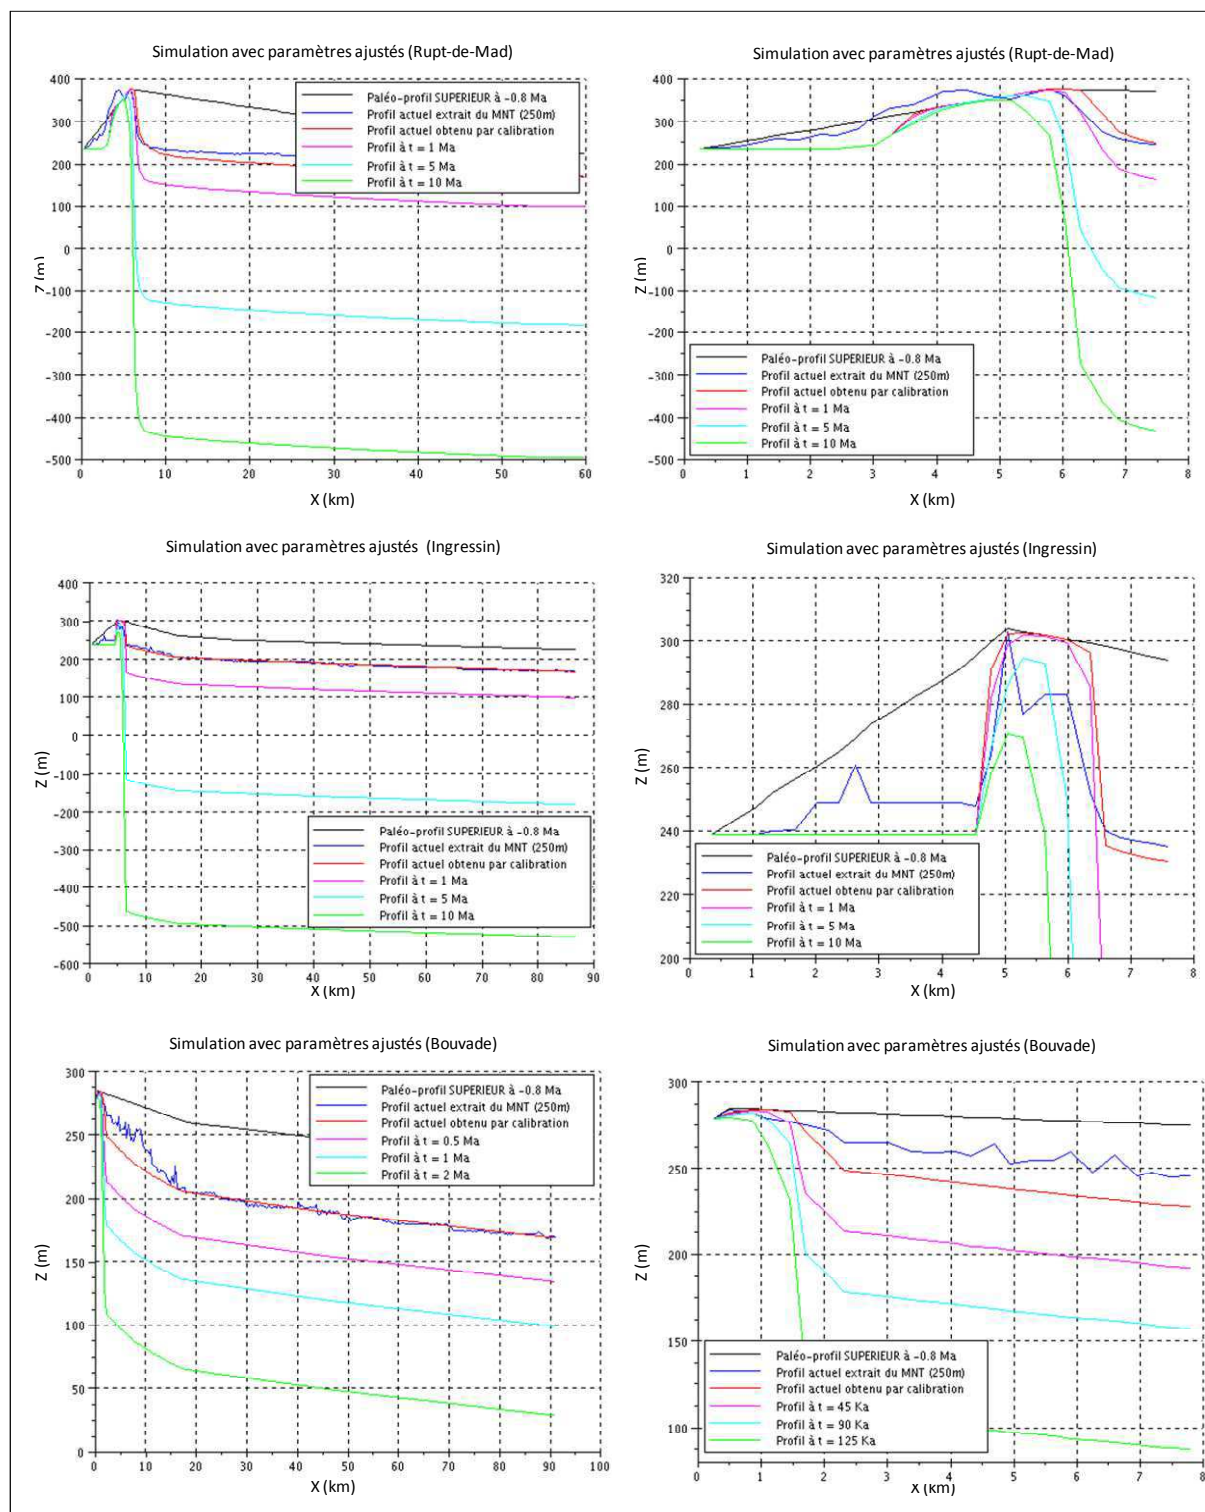 Simulation avec paramètres ajustés (Rupt-de-Mad)
400
300
200
100
0
-100
-200
-300
-400
-500
Z (m)
Paléo-profil SUPERIEUR à -0.8 Ma
Profil actuel extrait du MNT (250m)
Profil actuel obtenu par calibration
Profil à t = 1 Ma
Profil à t = 5 Ma
Profil à t = 10 Ma
0 10 20 30 40 50 60
X (km)
Simulation avec paramètres ajustés (Rupt-de-Mad)
400
300
200
100
0
-100
-200
-300
-400
-500
Z (m)
Paléo-profil SUPERIEUR à -0.8 Ma
Profil actuel extrait du MNT (250m)
Profil actuel obtenu par calibration
Profil à t = 1 Ma
Profil à t = 5 Ma
Profil à t = 10 Ma
0 1 2 3 4 5 6 7 8
X (km)
Simulation avec paramètres ajustés (Ingressin)
400
300
200
100
0
-100
-200
-300
-400
-500
-600
Z (m)
Paléo-profil SUPERIEUR à -0.8 Ma
Profil actuel extrait du MNT (250m)
Profil actuel obtenu par calibration
Profil à t = 1 Ma
Profil à t = 5 Ma
Profil à t = 10 Ma
0 10 20 30 40 50 60 70 80 90
X (km)
Simulation avec paramètres ajustés (Ingressin)
320
300
280
260
240
220
200
Z (m)
Paléo-profil SUPERIEUR à -0.8 Ma
Profil actuel extrait du MNT (250m)
Profil actuel obtenu par calibration
Profil à t = 1 Ma
Profil à t = 5 Ma
Profil à t = 10 Ma
0 1 2 3 4 5 6 7 8
X (km)
Simulation avec paramètres ajustés (Bouvade)
300
250
200
150
100
50
0
Z (m)
Paléo-profil SUPERIEUR à -0.8 Ma
Profil actuel extrait du MNT (250m)
Profil actuel obtenu par calibration
Profil à t = 0.5 Ma
Profil à t = 1 Ma
Profil à t = 2 Ma
0 10 20 30 40 50 60 70 80 90 100
X (km)
Simulation avec paramètres ajustés (Bouvade)
300
250
200
150
100
Z (m)
Paléo-profil SUPERIEUR à -0.8 Ma
Profil actuel extrait du MNT (250m)
Profil actuel obtenu par calibration
Profil à t = 45 Ka
Profil à t = 90 Ka
Profil à t = 125 Ka
0 1 2 3 4 5 6 7 8
X (km)